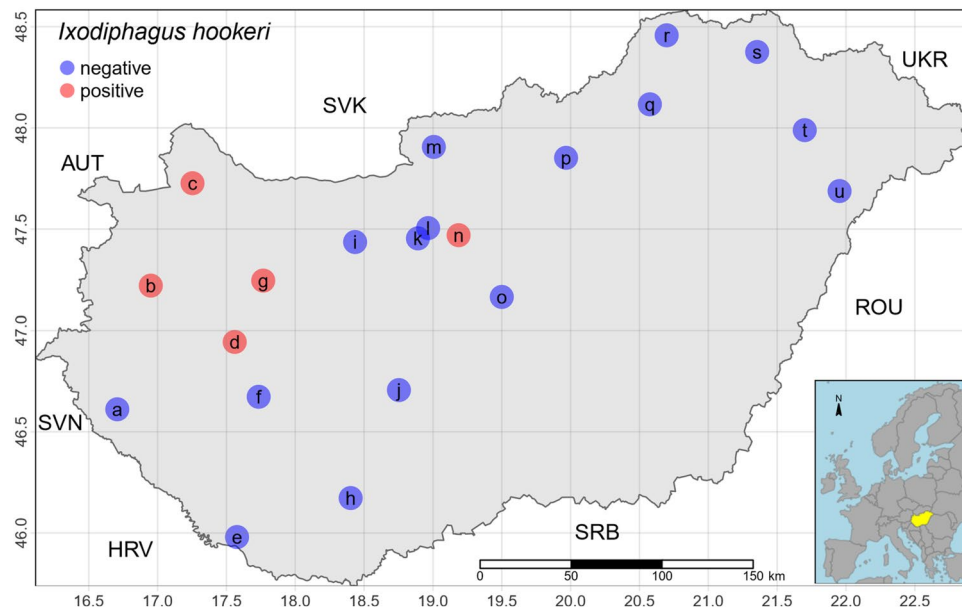 Ixodiphagus hookeri
negative
positive
SVK
UKR
AUT
ROU
SVN
HRV
SRB
r
s
q
t
m
p
c
u
l
n
k
i
b
g
o
d
f
j
a
h
e
N
48.5
48.0
47.5
47.0
46.5
46.0
0 50 100 150 km
16.5 17.0 17.5 18.0 18.5 19.0 19.5 20.0 20.5 21.0 21.5 22.0 22.5